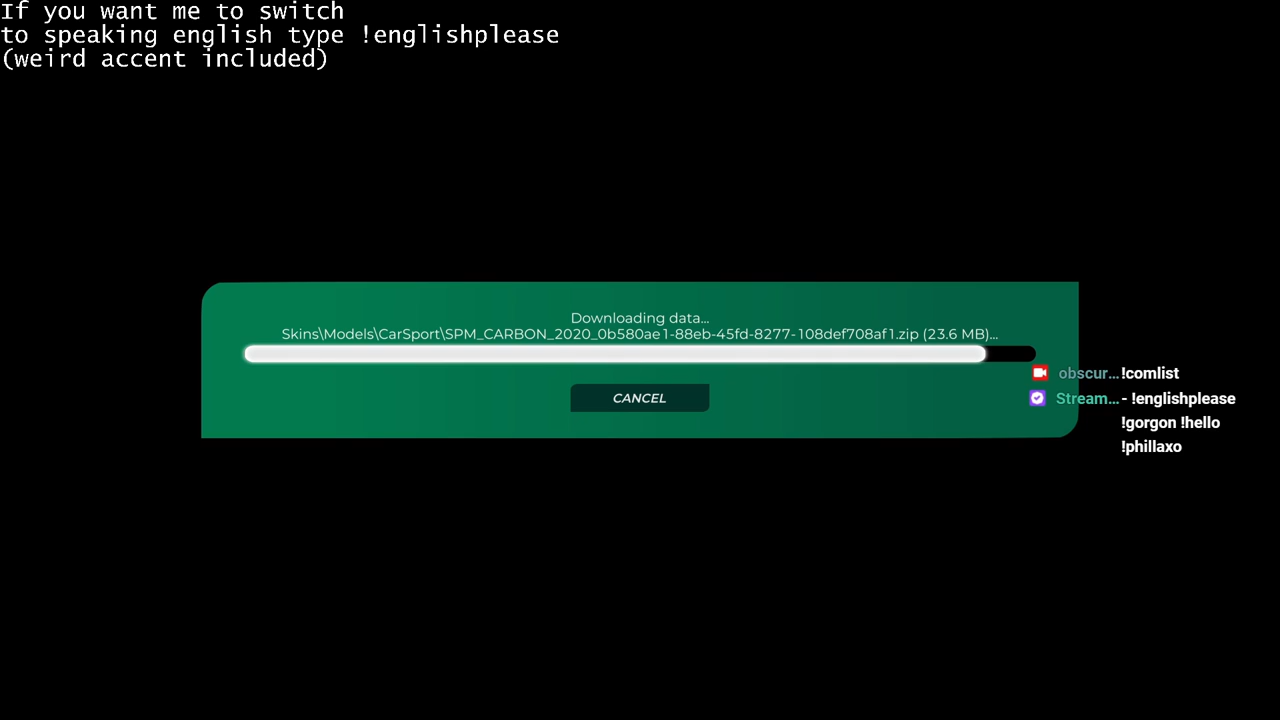 If you want me to switch
to speaking english type !englishplease
(weird accent included)
Downloading data...
Skins\Models\CarSport\SPM_CARBON_2020_0b580ae1-88eb-45fd-8277-108def708af1.zip (23.6 MB)...
CANCEL
obscur... !comlist
Stream... - !englishplease
!gorgon !hello
!phillaxo